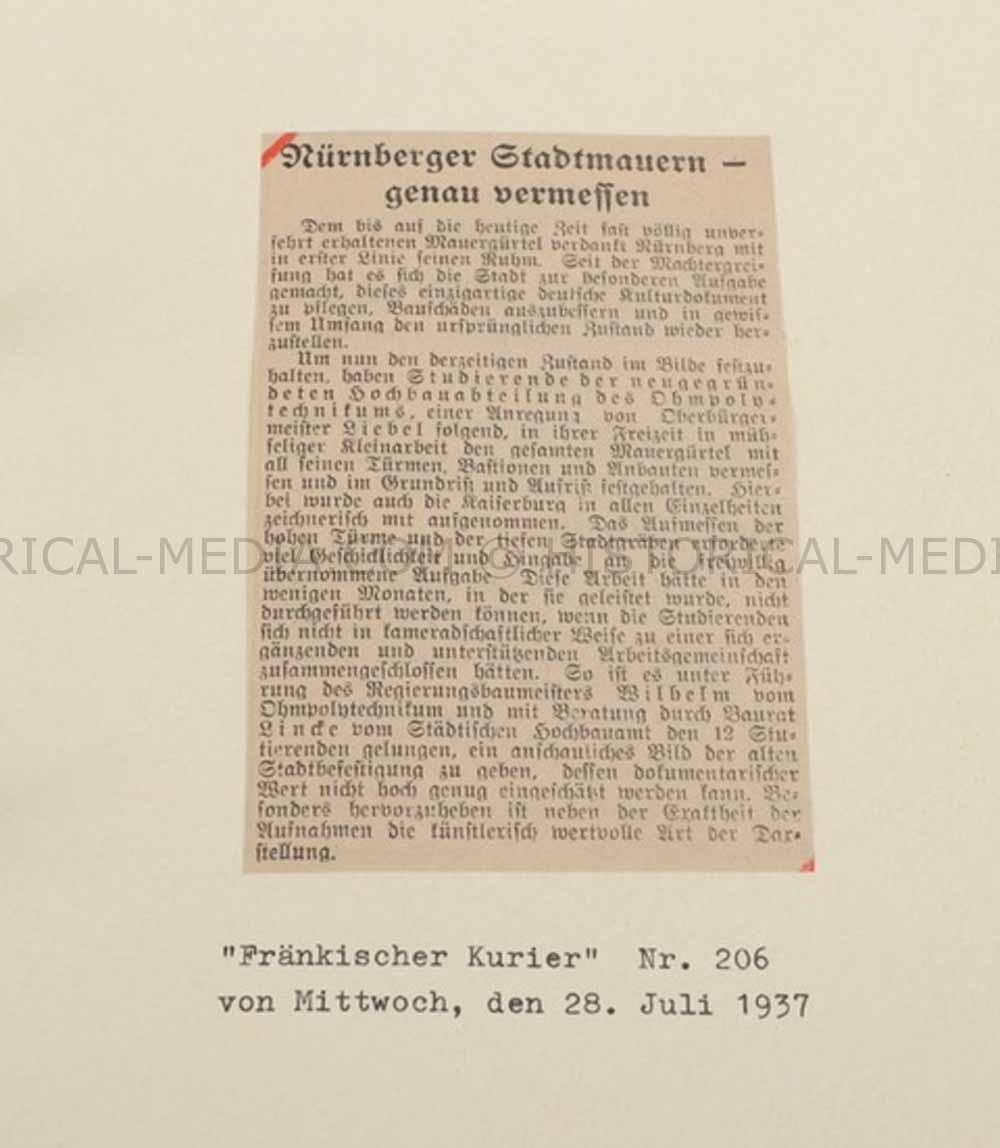 Nürnberger Stadtmauern —
genau vermessen
Dem bis auf die heutige Zeit fast völlig unver-
sehrt erhaltenen Mauergürtel verdankt Nürnberg mit
in erster Linie seinen Ruhm. Seit der Machtergrei-
fung hat es sich die Stadt zur besonderen Aufgabe
gemacht, dieses einzigartige deutsche Kulturdokument
zu pflegen, Bauschäden auszubessern und in gewis-
sem Umfang den ursprünglichen Zustand wieder her-
zustellen.
Um nun den derzeitigen Zustand im Bilde festzu-
halten, haben Studierende der neugegrün-
deten Hochbauabteilung des Ohmpoly-
technikums, einer Anregung von Oberbürger-
meister Liebel folgend, in ihrer Freizeit in müh-
seliger Kleinarbeit den gesamten Mauergürtel mit
all seinen Türmen, Bastionen und Anbauten vermes-
sen und im Grundriß und Aufriß festgehalten. Hier-
bei wurde auch die Kaiserburg in allen Einzelheiten
zeichnerisch mit aufgenommen. Das Aufmessen der
hohen Türme und der tiefen Stadtgräben erforderte
viel Geschicklichkeit und Hingabe an die freiwillig
übernommene Aufgabe. Diese Arbeit hätte in den
wenigen Monaten, in der sie geleistet wurde, nicht
durchgeführt werden können, wenn die Studierenden
sich nicht in kameradschaftlicher Weise zu einer sich er-
gänzenden und unterstützenden Arbeitsgemeinschaft
zusammengeschlossen hätten. So ist es unter Füh-
rung des Regierungsbaumeisters Wilhelm vom
Ohmpolytechnikum und mit Beratung durch Baurat
Lincke vom Städtischen Hochbauamt den 12 Stu-
dierenden gelungen, ein anschauliches Bild der alten
Stadtbefestigung zu geben, dessen dokumentarischer
Wert nicht hoch genug eingeschätzt werden kann. Be-
sonders hervorzuheben ist neben der Exaktheit der
Aufnahmen die künstlerisch wertvolle Art der Dar-
stellung.
"Fränkischer Kurier" Nr. 206
von Mittwoch, den 28. Juli 1937